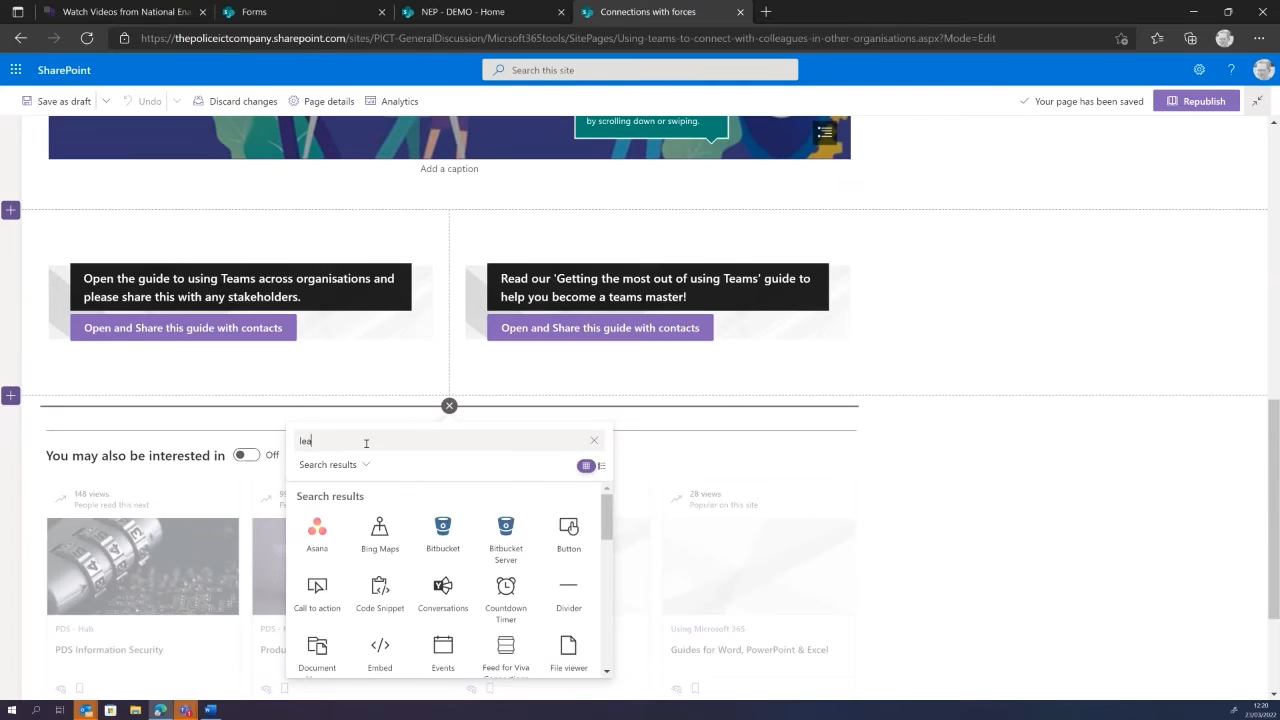 Watch Videos from National Ena
Forms
NEP - DEMO - Home
Connections with forces
https://thepoliceictcompany.sharepoint.com/sites/PICT-GeneralDiscussion/Micrsoft365tools/SitePages/Using-teams-to-connect-with-colleagues-in-other-organisations.aspx?Mode=Edit
SharePoint
Search this site
Save as draft
Undo
Discard changes
Page details
Analytics
Your page has been saved
Republish
by scrolling down or swiping.
Add a caption
Open the guide to using Teams across organisations and
please share this with any stakeholders.
Open and Share this guide with contacts
Read our 'Getting the most out of using Teams' guide to
help you become a teams master!
Open and Share this guide with contacts
lea
Search results
You may also be interested in
Off
Search results
148 views
People read this next
28 views
Popular on this site
Asana
Bing Maps
Bitbucket
Bitbucket
Server
Button
Call to action
Code Snippet
Conversations
Countdown
Timer
Divider
Document
Embed
Events
Feed for Viva
File viewer
PDS - Hub
PDS Information Security
PDS - H
Produ
Using Microsoft 365
Guides for Word, PowerPoint & Excel
12:20
23/03/2022